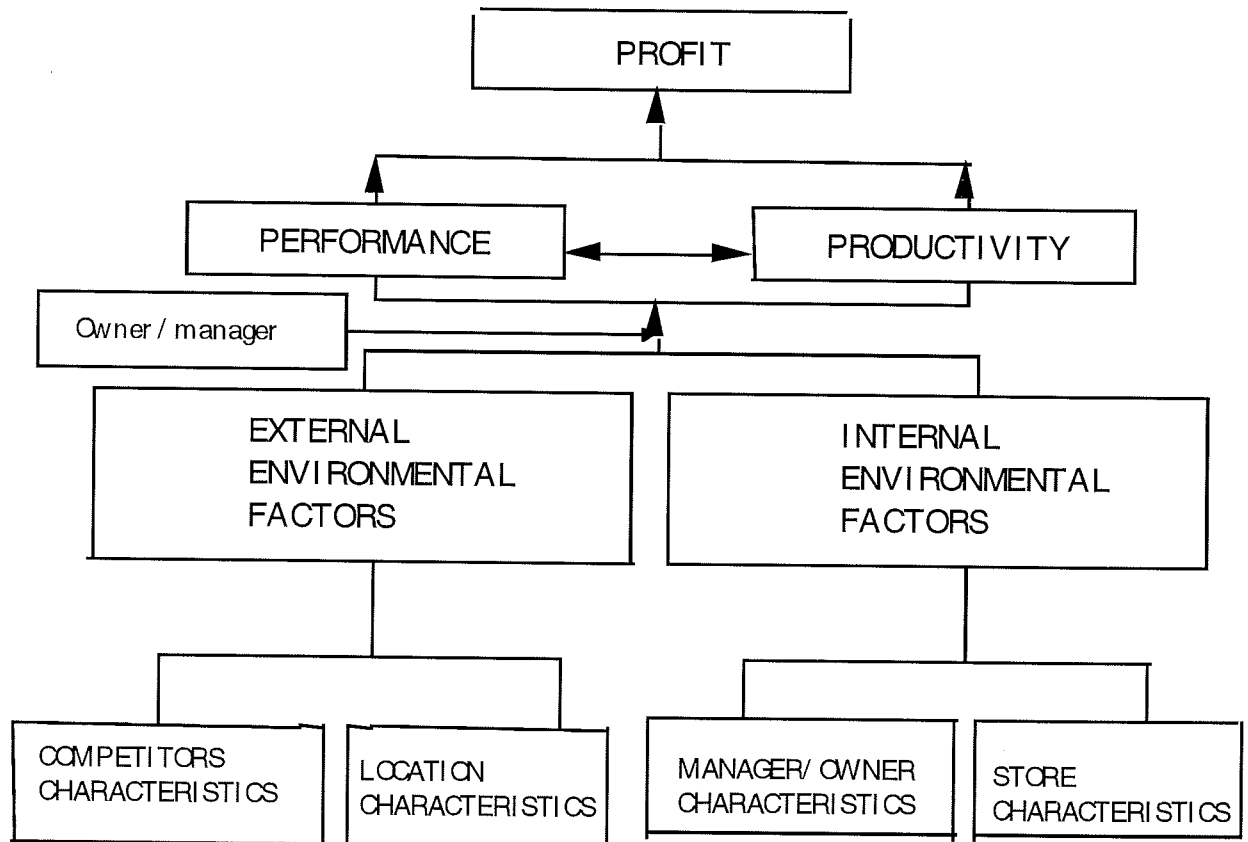 PROFIT
PERFORMANCE
PRODUCTIVITY
Owner / manager
EXTERNAL
ENVIRONMENTAL
FACTORS
INTERNAL
ENVIRONMENTAL
FACTORS
COMPETITORS
CHARACTERISTICS
LOCATION
CHARACTERISTICS
MANAGER/ OWNER
CHARACTERISTICS
STORE
CHARACTERISTICS